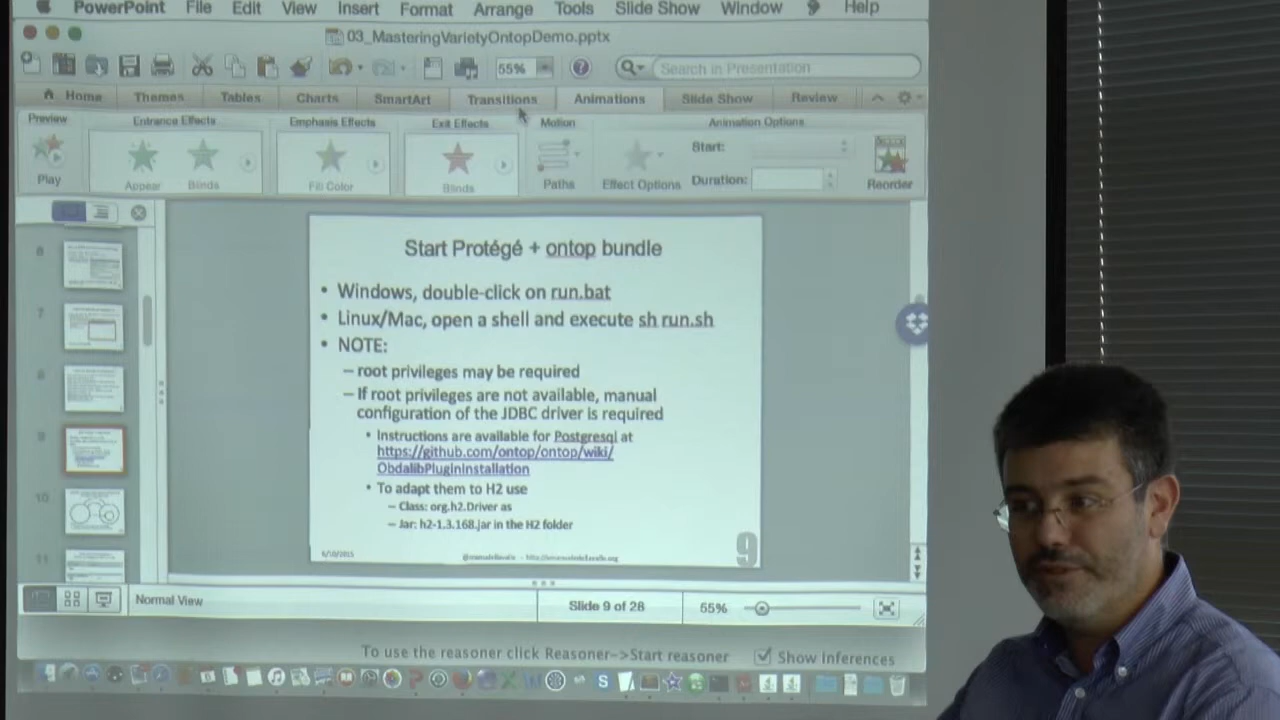 PowerPoint File Edit View Insert Format Arrange Tools Slide Show Window Help
03_MasteringVarietyOntopDemo.pptx
55% Search in Presentation
Home Themes Tables Charts SmartArt Transitions Animations Slide Show Review
Preview Entrance Effects Emphasis Effects Exit Effects Motion Animation Options
Start:
Duration:
Play Appear Blinds Fill Color Blinds Paths Effect Options Reorder
Start Protégé + ontop bundle
• Windows, double-click on run.bat
• Linux/Mac, open a shell and execute sh run.sh
• NOTE:
– root privileges may be required
– If root privileges are not available, manual
configuration of the JDBC driver is required
• Instructions are available for Postgresql at
https://github.com/ontop/ontop/wiki/
ObdalibPluginInstallation
• To adapt them to H2 use
– Class: org.h2.Driver as
– Jar: h2-1.3.168.jar in the H2 folder
9
6
7
8
9
10
11
Normal View Slide 9 of 28 55%
To use the reasoner click Reasoner->Start reasoner Show Inferences